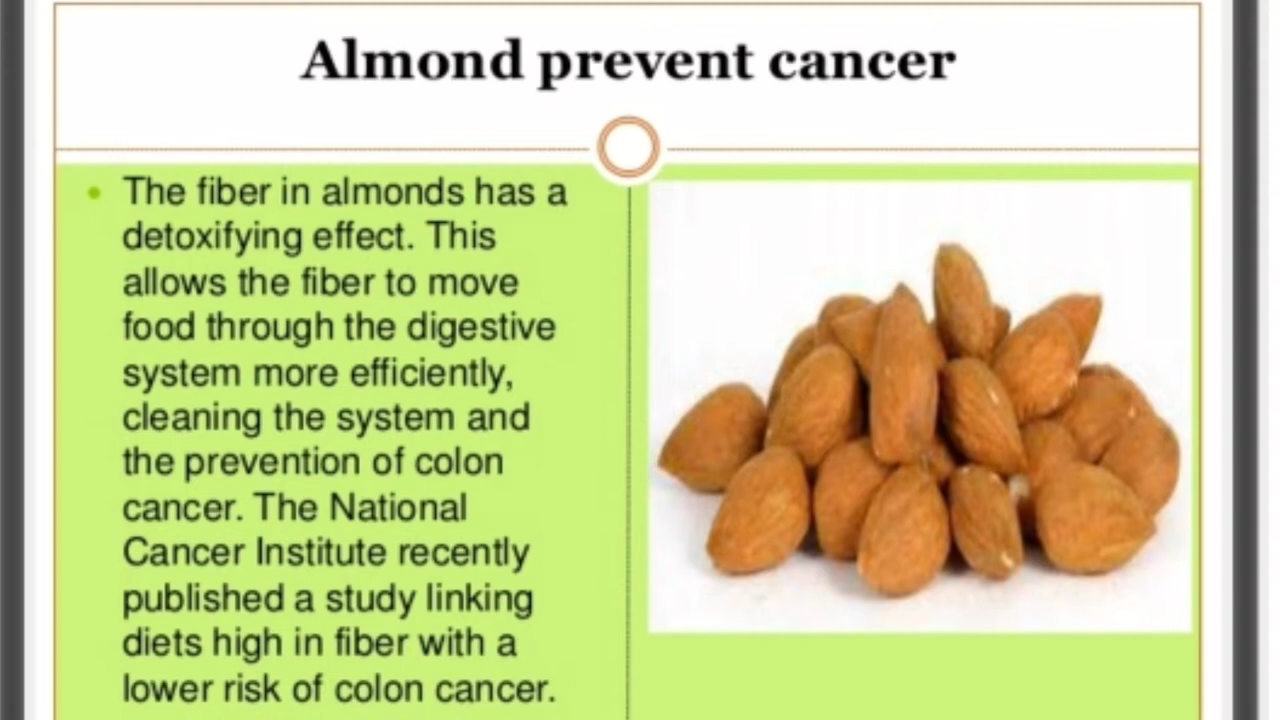 Almond prevent cancer
• The fiber in almonds has a
detoxifying effect. This
allows the fiber to move
food through the digestive
system more efficiently,
cleaning the system and
the prevention of colon
cancer. The National
Cancer Institute recently
published a study linking
diets high in fiber with a
lower risk of colon cancer.